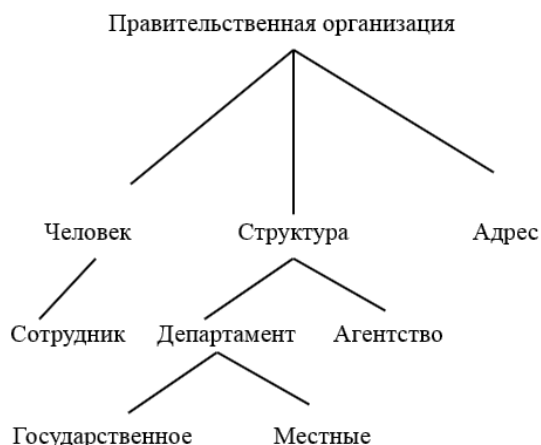 Правительственная организация
Человек Структура Адрес
Сотрудник Департамент Агентство
Государственное Местные